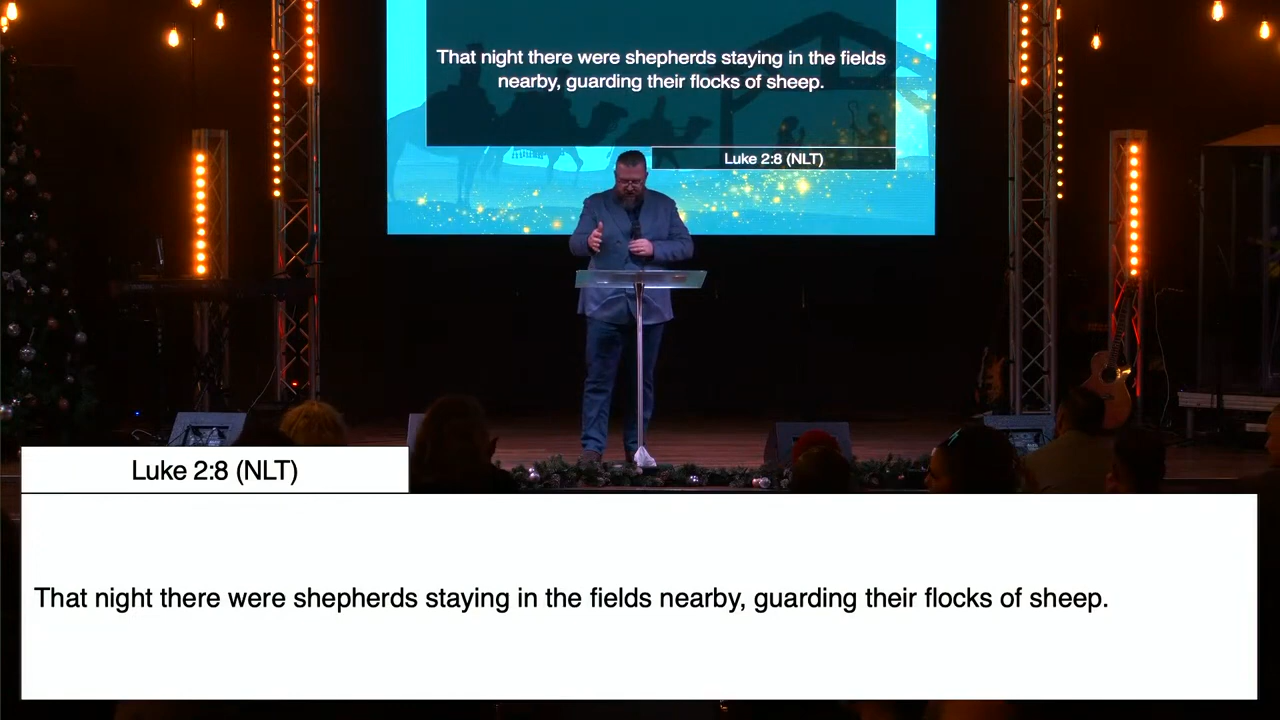 That night there were shepherds staying in the fields
nearby, guarding their flocks of sheep.
Luke 2:8 (NLT)
Luke 2:8 (NLT)
That night there were shepherds staying in the fields nearby, guarding their flocks of sheep.